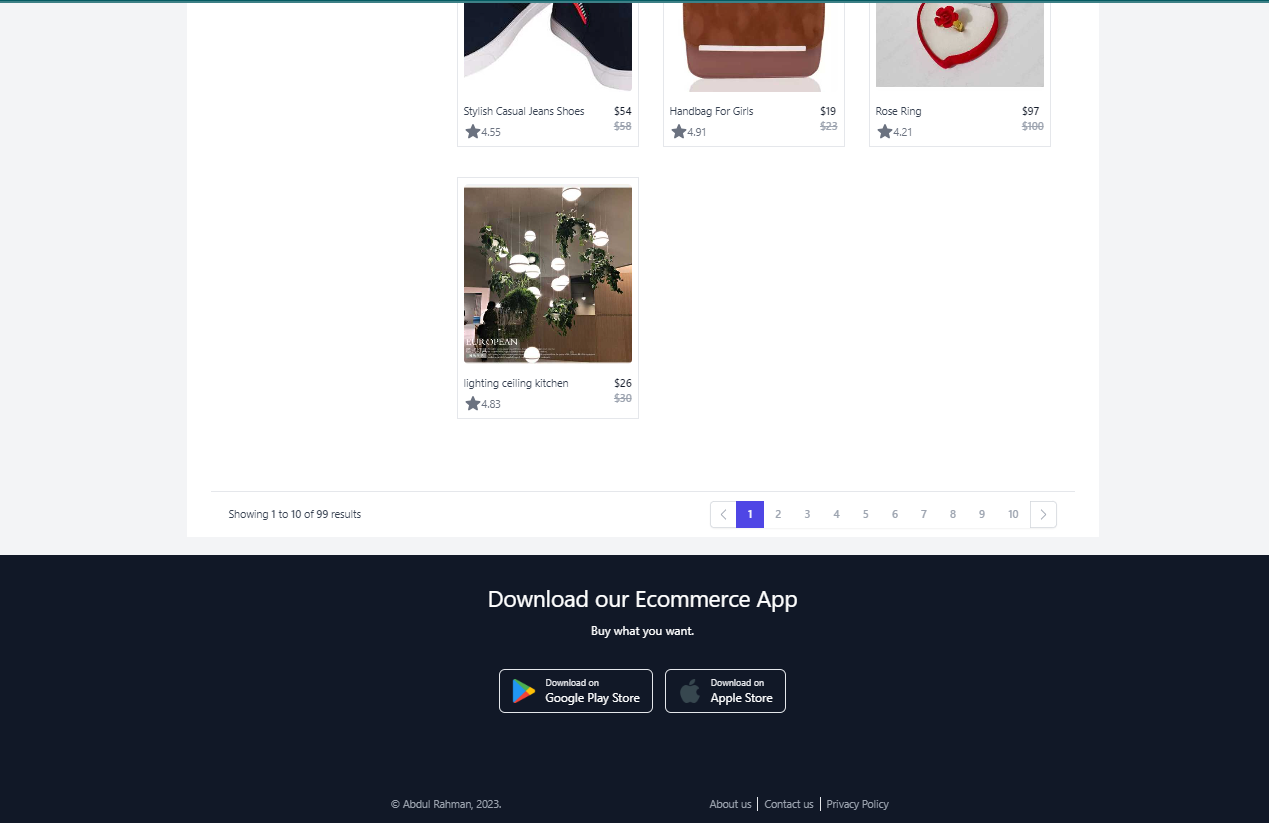 Stylish Casual Jeans Shoes $54
4.55 $58
Handbag For Girls $19
4.91 $23
Rose Ring $97
4.21 $100
EUROPEAN
lighting ceiling kitchen $26
4.83 $30
Showing 1 to 10 of 99 results
1 2 3 4 5 6 7 8 9 10
Download our Ecommerce App
Buy what you want.
Download on
Google Play Store
Download on
Apple Store
© Abdul Rahman, 2023.
About us Contact us Privacy Policy